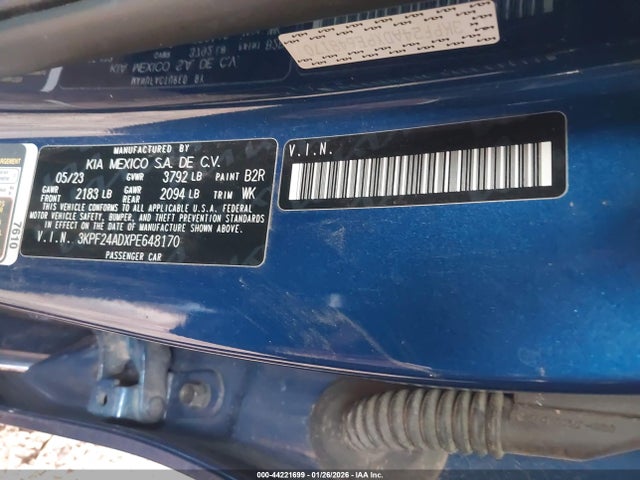 MANUFACTURED BY
KIA MEXICO S.A. DE C.V.
05/23 GVWR 3792 LB PAINT B2R
GAWR FRONT 2183 LB GAWR REAR 2094 LB TRIM WK
THIS VEHICLE CONFORMS TO ALL APPLICABLE U.S.A. FEDERAL
MOTOR VEHICLE SAFETY, BUMPER, AND THEFT PREVENTION STANDARDS
IN EFFECT ON THE DATE OF MANUFACTURE SHOWN ABOVE.
V.I.N. 3KPF24ADXPE648170
PASSENGER CAR
V.I.N.
7610
000-44221699 | 01/26/2026 | IAA Inc.